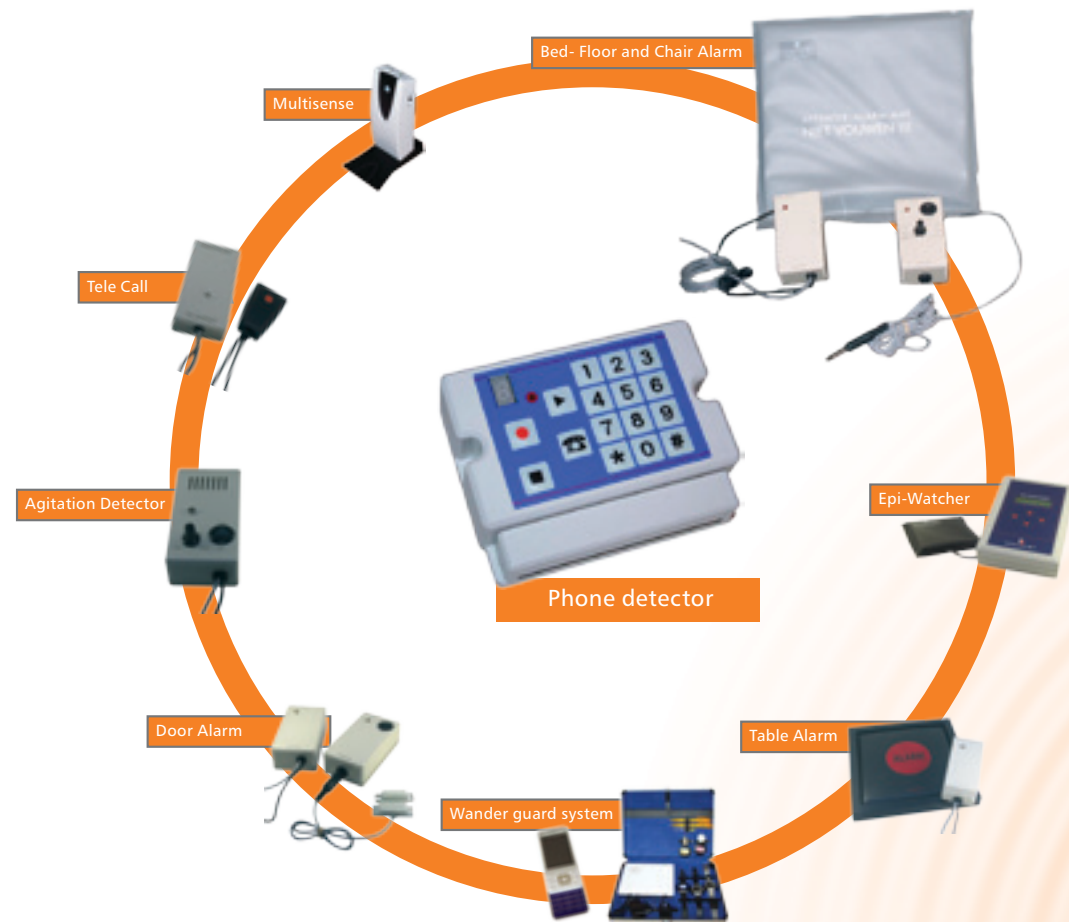 Bed- Floor and Chair Alarm
Multisense
Tele Call
1 2 3
4 5 6
7 8 9
* 0 #
Agitation Detector
Epi-Watcher
Phone detector
Door Alarm
Table Alarm
ALARM
Wander guard system